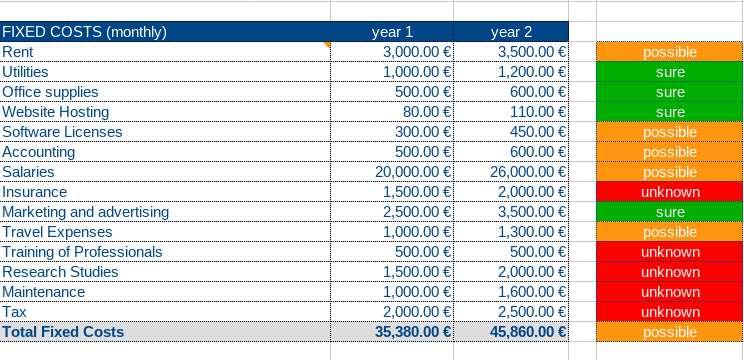 FIXED COSTS (monthly) year 1 year 2
Rent 3,000.00 € 3,500.00 € possible
Utilities 1,000.00 € 1,200.00 € sure
Office supplies 500.00 € 600.00 € sure
Website Hosting 80.00 € 110.00 € sure
Software Licenses 300.00 € 450.00 € possible
Accounting 500.00 € 600.00 € possible
Salaries 20,000.00 € 26,000.00 € possible
Insurance 1,500.00 € 2,000.00 € unknown
Marketing and advertising 2,500.00 € 3,500.00 € sure
Travel Expenses 1,000.00 € 1,300.00 € possible
Training of Professionals 500.00 € 500.00 € unknown
Research Studies 1,500.00 € 2,000.00 € unknown
Maintenance 1,000.00 € 1,600.00 € unknown
Tax 2,000.00 € 2,500.00 € unknown
Total Fixed Costs 35,380.00 € 45,860.00 € possible